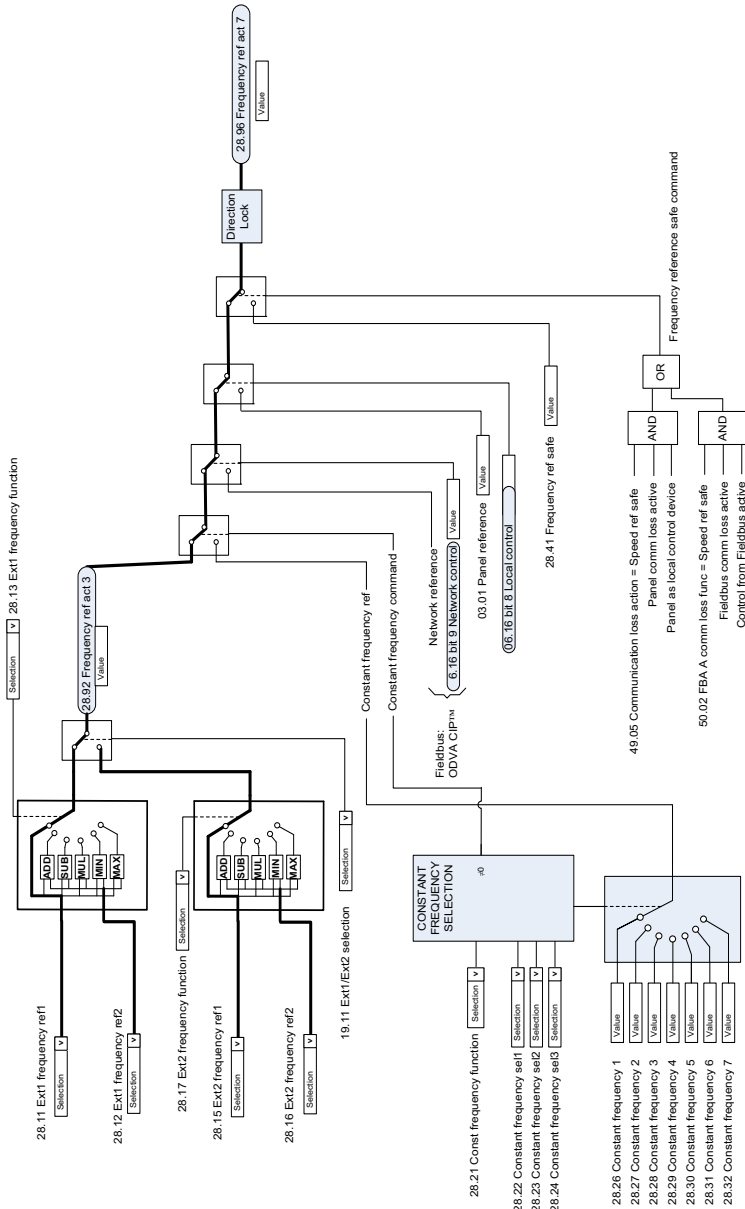 28.11 Ext1 frequency ref1
Selection v
28.12 Ext1 frequency ref2
Selection v
ADD
SUB
MUL
MIN
MAX
Selection v 28.13 Ext1 frequency function
28.17 Ext2 frequency function Selection v
28.15 Ext2 frequency ref1
Selection v
28.16 Ext2 frequency ref2
Selection v
ADD
SUB
MUL
MIN
MAX
19.11 Ext1/Ext2 selection Selection v
28.92 Frequency ref act 3
Value
28.21 Const frequency function Selection v
28.22 Constant frequency sel1 Selection v
28.23 Constant frequency sel2 Selection v
28.24 Constant frequency sel3 Selection v
CONSTANT
FREQUENCY
SELECTION
≠0
28.26 Constant frequency 1 Value
28.27 Constant frequency 2 Value
28.28 Constant frequency 3 Value
28.29 Constant frequency 4 Value
28.30 Constant frequency 5 Value
28.31 Constant frequency 6 Value
28.32 Constant frequency 7 Value
Constant frequency ref
Constant frequency command
Fieldbus:
ODVA CIP™
Network reference
6.16 bit 9 Network control Value
03.01 Panel reference Value
06.16 bit 8 Local control
28.41 Frequency ref safe Value
49.05 Communication loss action = Speed ref safe
Panel comm loss active
Panel as local control device
AND
50.02 FBA A comm loss func = Speed ref safe
Fieldbus comm loss active
Control from Fieldbus active
AND
OR
Frequency reference safe command
Direction
Lock
28.96 Frequency ref act 7
Value